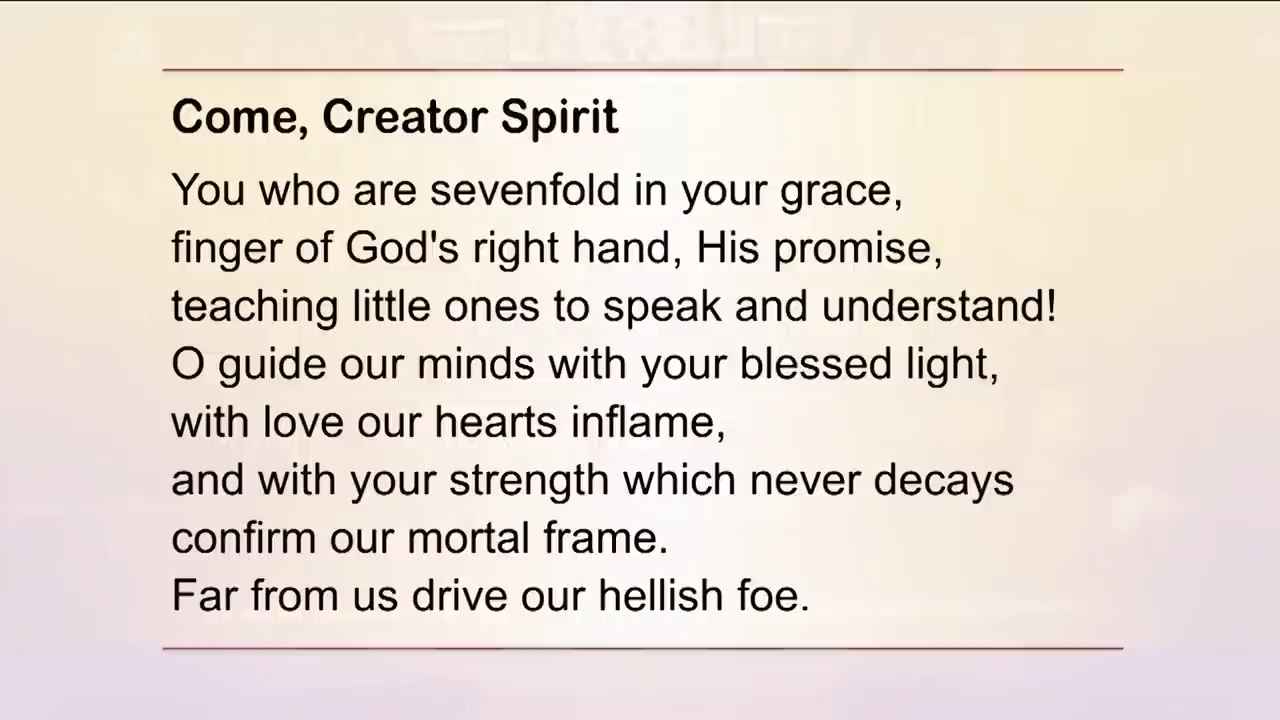 Come, Creator Spirit
You who are sevenfold in your grace,
finger of God's right hand, His promise,
teaching little ones to speak and understand!
O guide our minds with your blessed light,
with love our hearts inflame,
and with your strength which never decays
confirm our mortal frame.
Far from us drive our hellish foe.